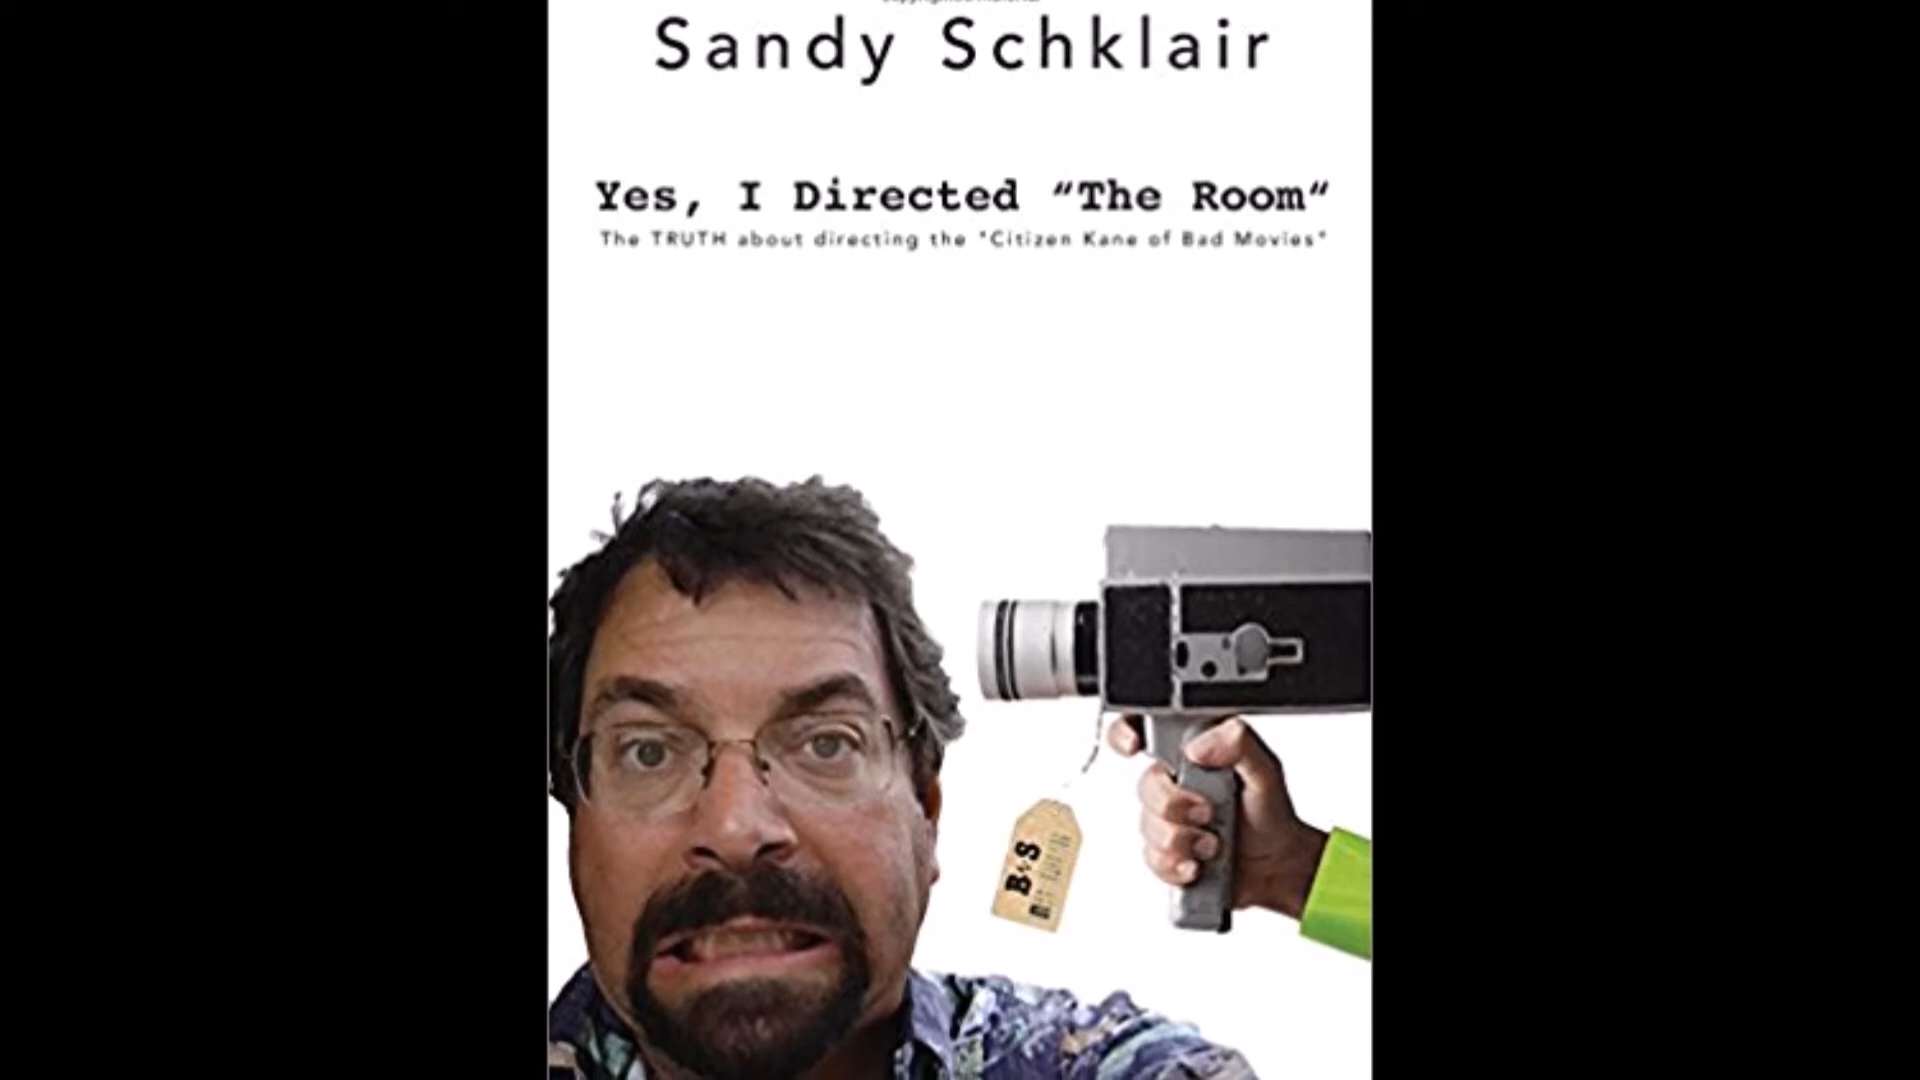 Sandy Schklair
Yes, I Directed “The Room“
The TRUTH about directing the "Citizen Kane of Bad Movies"
B&S